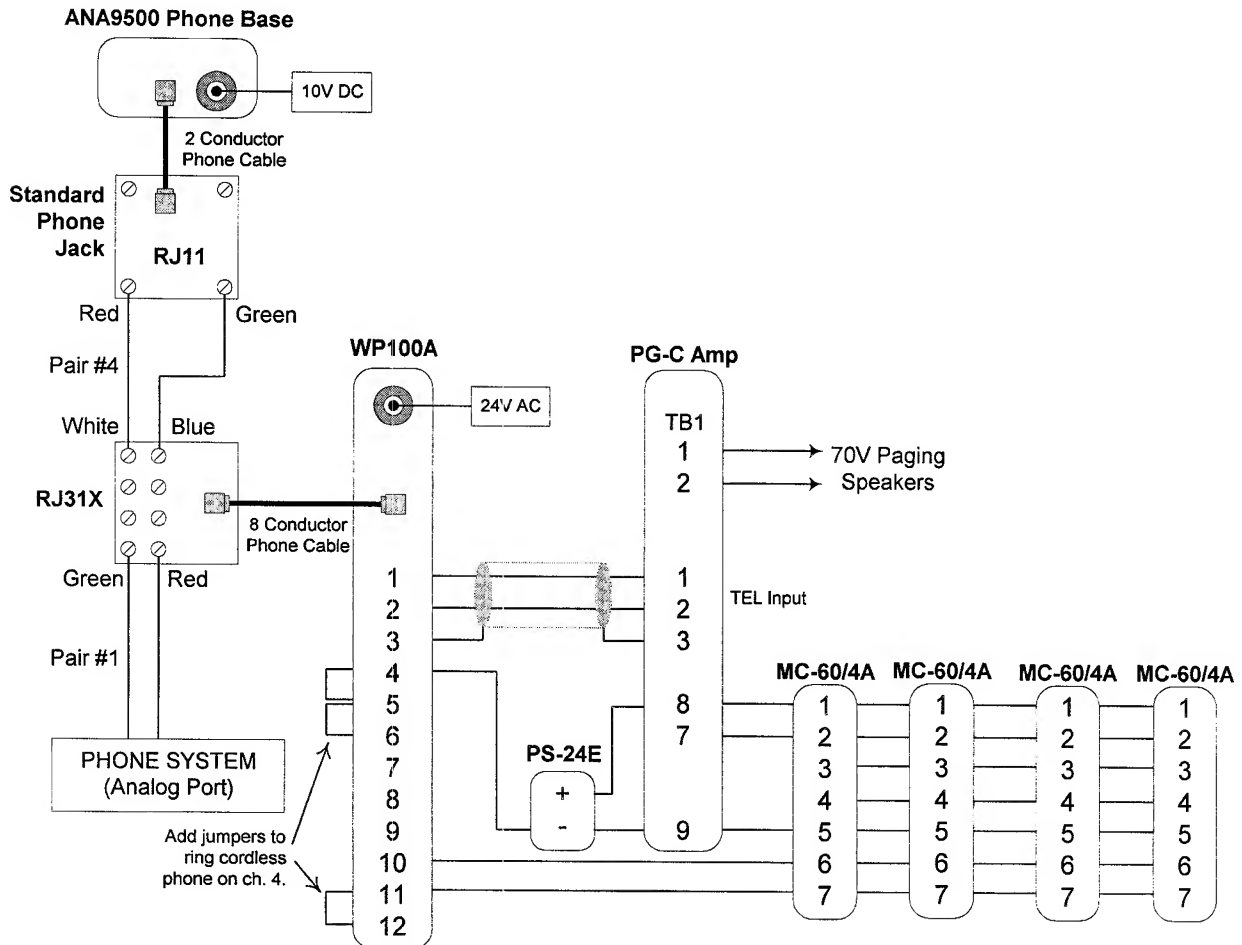 ANA9500 Phone Base
10V DC
2 Conductor
Phone Cable
Standard
Phone
Jack
RJ11
Red
Green
Pair #4
White
Blue
RJ31X
8 Conductor
Phone Cable
Green
Red
Pair #1
PHONE SYSTEM
(Analog Port)
Add jumpers to
ring cordless
phone on ch. 4.
WP100A
24V AC
1
2
3
4
5
6
7
8
9
10
11
12
PS-24E
+
-
PG-C Amp
TB1
1
2
70V Paging
Speakers
1
2
3
TEL Input
8
7
9
MC-60/4A
1
2
3
4
5
6
7
MC-60/4A
1
2
3
4
5
6
7
MC-60/4A
1
2
3
4
5
6
7
MC-60/4A
1
2
3
4
5
6
7